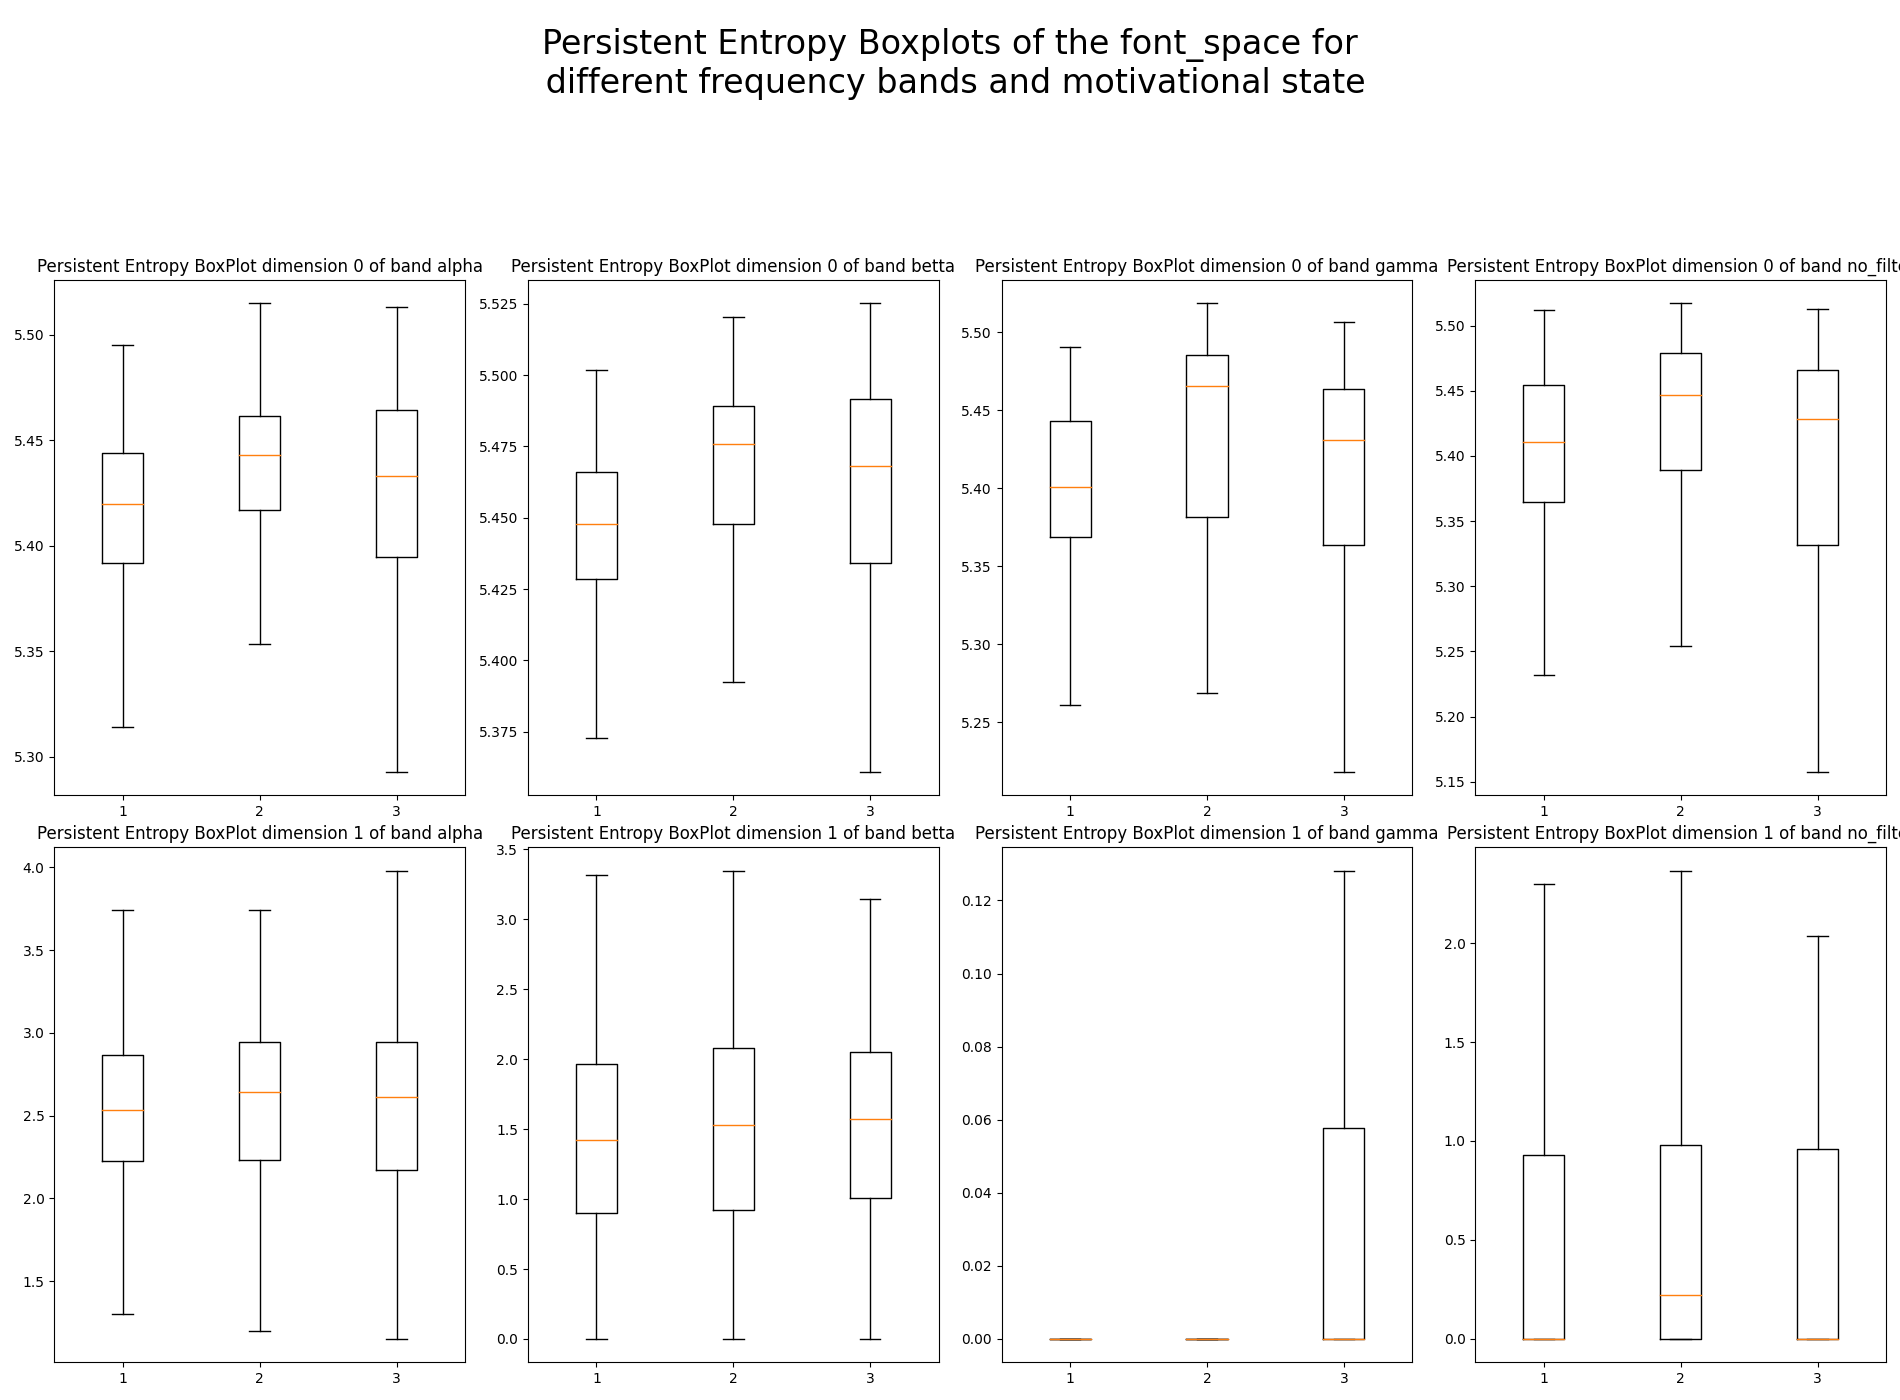 Persistent Entropy Boxplots of the font_space for
different frequency bands and motivational state
Persistent Entropy BoxPlot dimension 0 of band alpha
5.50
5.45
5.40
5.35
5.30
1 2 3
Persistent Entropy BoxPlot dimension 0 of band betta
5.525
5.500
5.475
5.450
5.425
5.400
5.375
1 2 3
Persistent Entropy BoxPlot dimension 0 of band gamma
5.50
5.45
5.40
5.35
5.30
5.25
1 2 3
Persistent Entropy BoxPlot dimension 0 of band no_filte
5.50
5.45
5.40
5.35
5.30
5.25
5.20
5.15
1 2 3
Persistent Entropy BoxPlot dimension 1 of band alpha
4.0
3.5
3.0
2.5
2.0
1.5
1 2 3
Persistent Entropy BoxPlot dimension 1 of band betta
3.5
3.0
2.5
2.0
1.5
1.0
0.5
0.0
1 2 3
Persistent Entropy BoxPlot dimension 1 of band gamma
0.12
0.10
0.08
0.06
0.04
0.02
0.00
1 2 3
Persistent Entropy BoxPlot dimension 1 of band no_filte
2.0
1.5
1.0
0.5
0.0
1 2 3